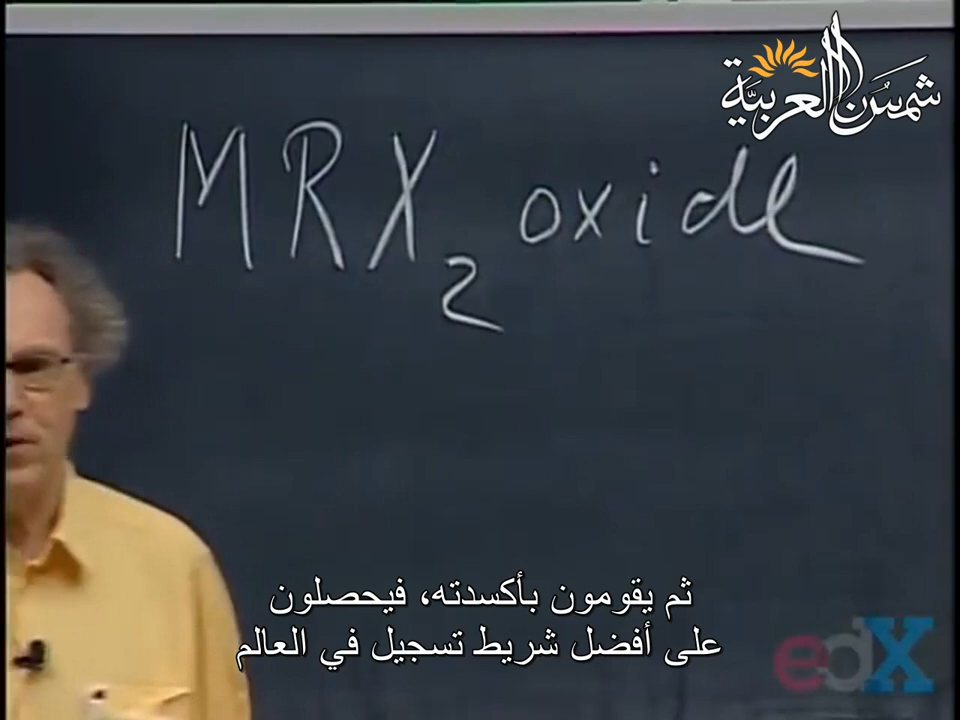 شمس العربية
MRX2 oxide
ثم يقومون بأكسدته، فيحصلون
على أفضل شريط تسجيل في العالم
edX